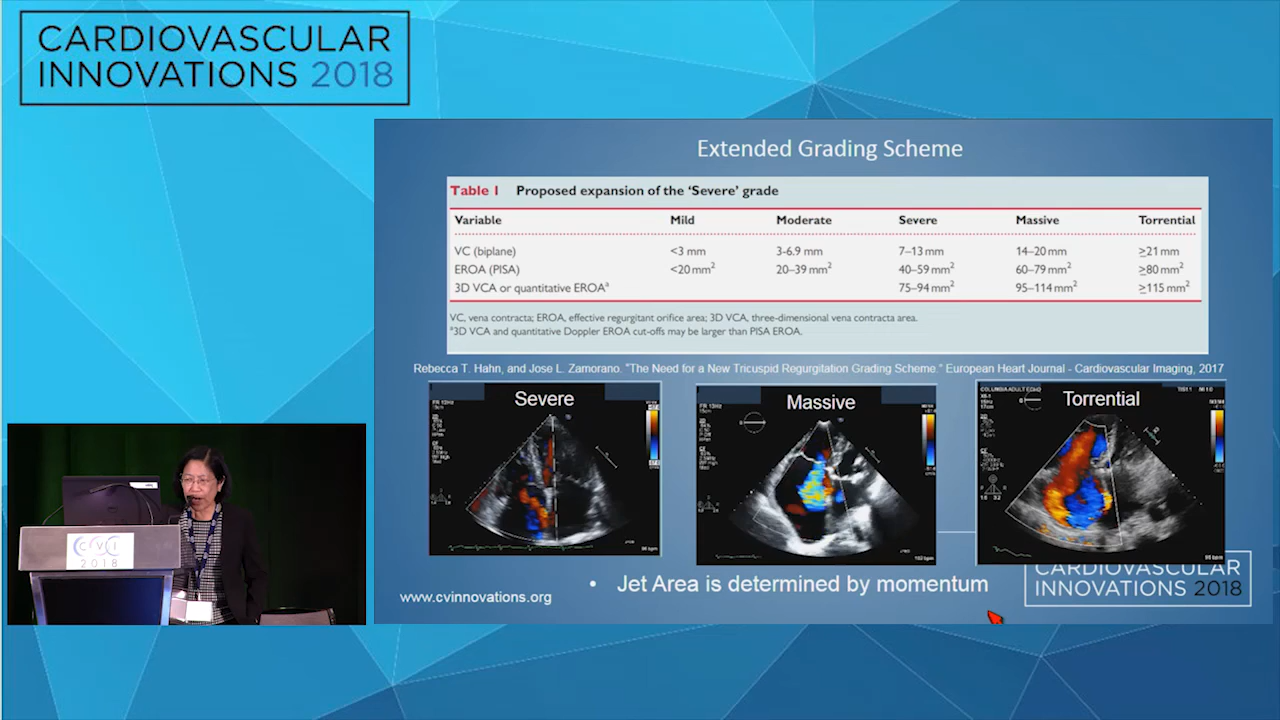 CARDIOVASCULAR
INNOVATIONS 2018
Extended Grading Scheme
Table 1 Proposed expansion of the 'Severe' grade
Variable Mild Moderate Severe Massive Torrential
VC (biplane) <3 mm 3-6.9 mm 7–13 mm 14–20 mm ≥21 mm
EROA (PISA) <20 mm² 20–39 mm² 40–59 mm² 60–79 mm² ≥80 mm²
3D VCA or quantitative EROAᵃ 75–94 mm² 95–114 mm² ≥115 mm²
VC, vena contracta; EROA, effective regurgitant orifice area; 3D VCA, three-dimensional vena contracta area.
ᵃ3D VCA and quantitative Doppler EROA cut-offs may be larger than PISA EROA.
Rebecca T. Hahn, and Jose L. Zamorano. "The Need for a New Tricuspid Regurgitation Grading Scheme." European Heart Journal - Cardiovascular Imaging, 2017
Severe
Massive
COLUMBIA ADULT ECHO
Torrential
• Jet Area is determined by momentum
www.cvinnovations.org
CARDIOVASCULAR
INNOVATIONS 2018
CVI
2018